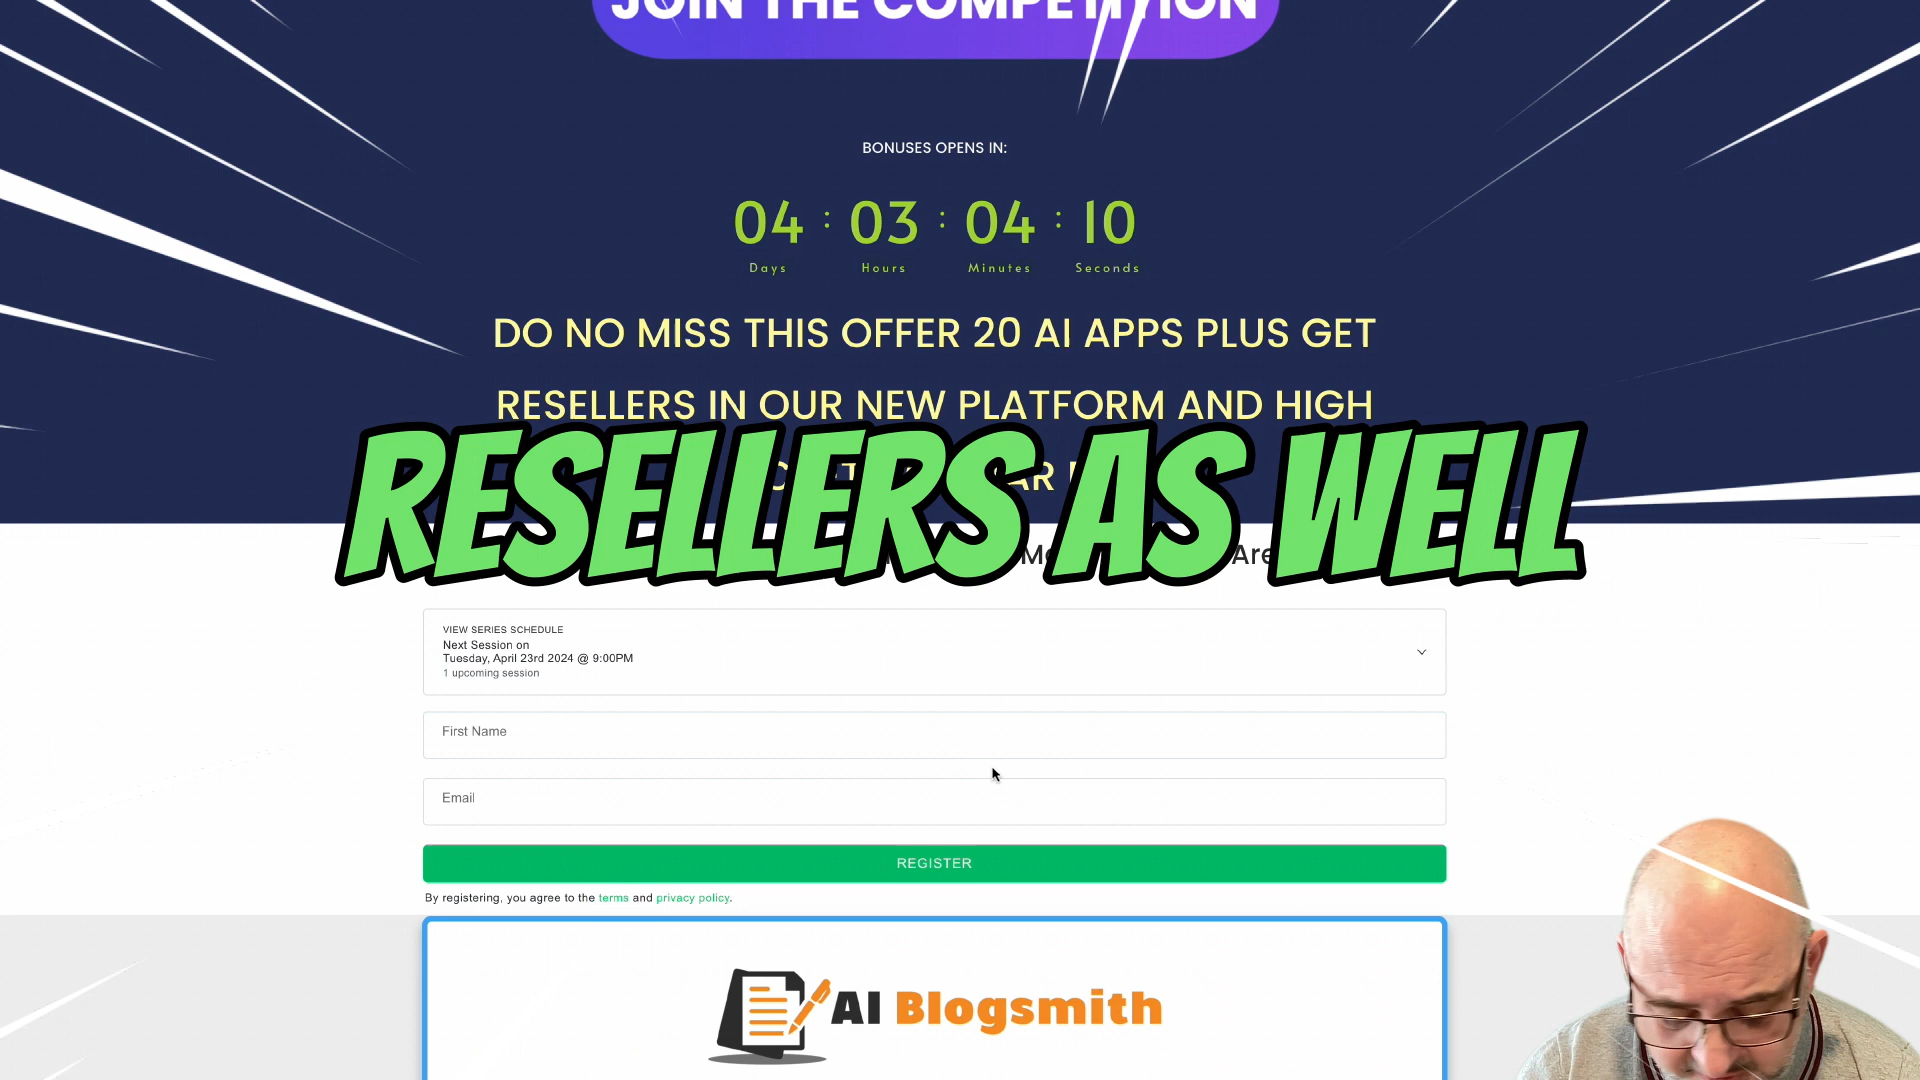 JOIN THE COMPETITION
BONUSES OPENS IN:
04 : 03 : 04 : 10
Days Hours Minutes Seconds
DO NO MISS THIS OFFER 20 AI APPS PLUS GET
RESELLERS IN OUR NEW PLATFORM AND HIGH
RESELLERS AS WELL
VIEW SERIES SCHEDULE
Next Session on
Tuesday, April 23rd 2024 @ 9:00PM
1 upcoming session
First Name
Email
REGISTER
By registering, you agree to the terms and privacy policy.
AI Blogsmith